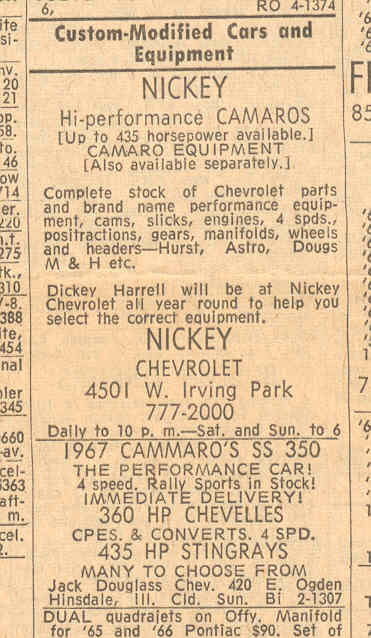 6,
RO 4-1374
Custom-Modified Cars and
Equipment
NICKEY
Hi-performance CAMAROS
[Up to 435 horsepower available.]
CAMARO EQUIPMENT
[Also available separately.]
Complete stock of Chevrolet parts
and brand name performance equip-
ment, cams, slicks, engines, 4 spds.,
positractions, gears, manifolds, wheels
and headers—Hurst, Astro, Dougs
M & H etc.
Dickey Harrell will be at Nickey
Chevrolet all year round to help you
select the correct equipment.
NICKEY
CHEVROLET
4501 W. Irving Park
777-2000
Daily to 10 p. m.—Sat. and Sun. to 6
1967 CAMMARO'S SS 350
THE PERFORMANCE CAR!
4 speed. Rally Sports in Stock!
IMMEDIATE DELIVERY!
360 HP CHEVELLES
CPES. & CONVERTS. 4 SPD.
435 HP STINGRAYS
MANY TO CHOOSE FROM
Jack Douglass Chev. 420 E. Ogden
Hinsdale, Ill. Cld. Sun. BI 2-1307
DUAL quadrajets on Offy. Manifold
for '65 and '66 Pontiac $90. Set of